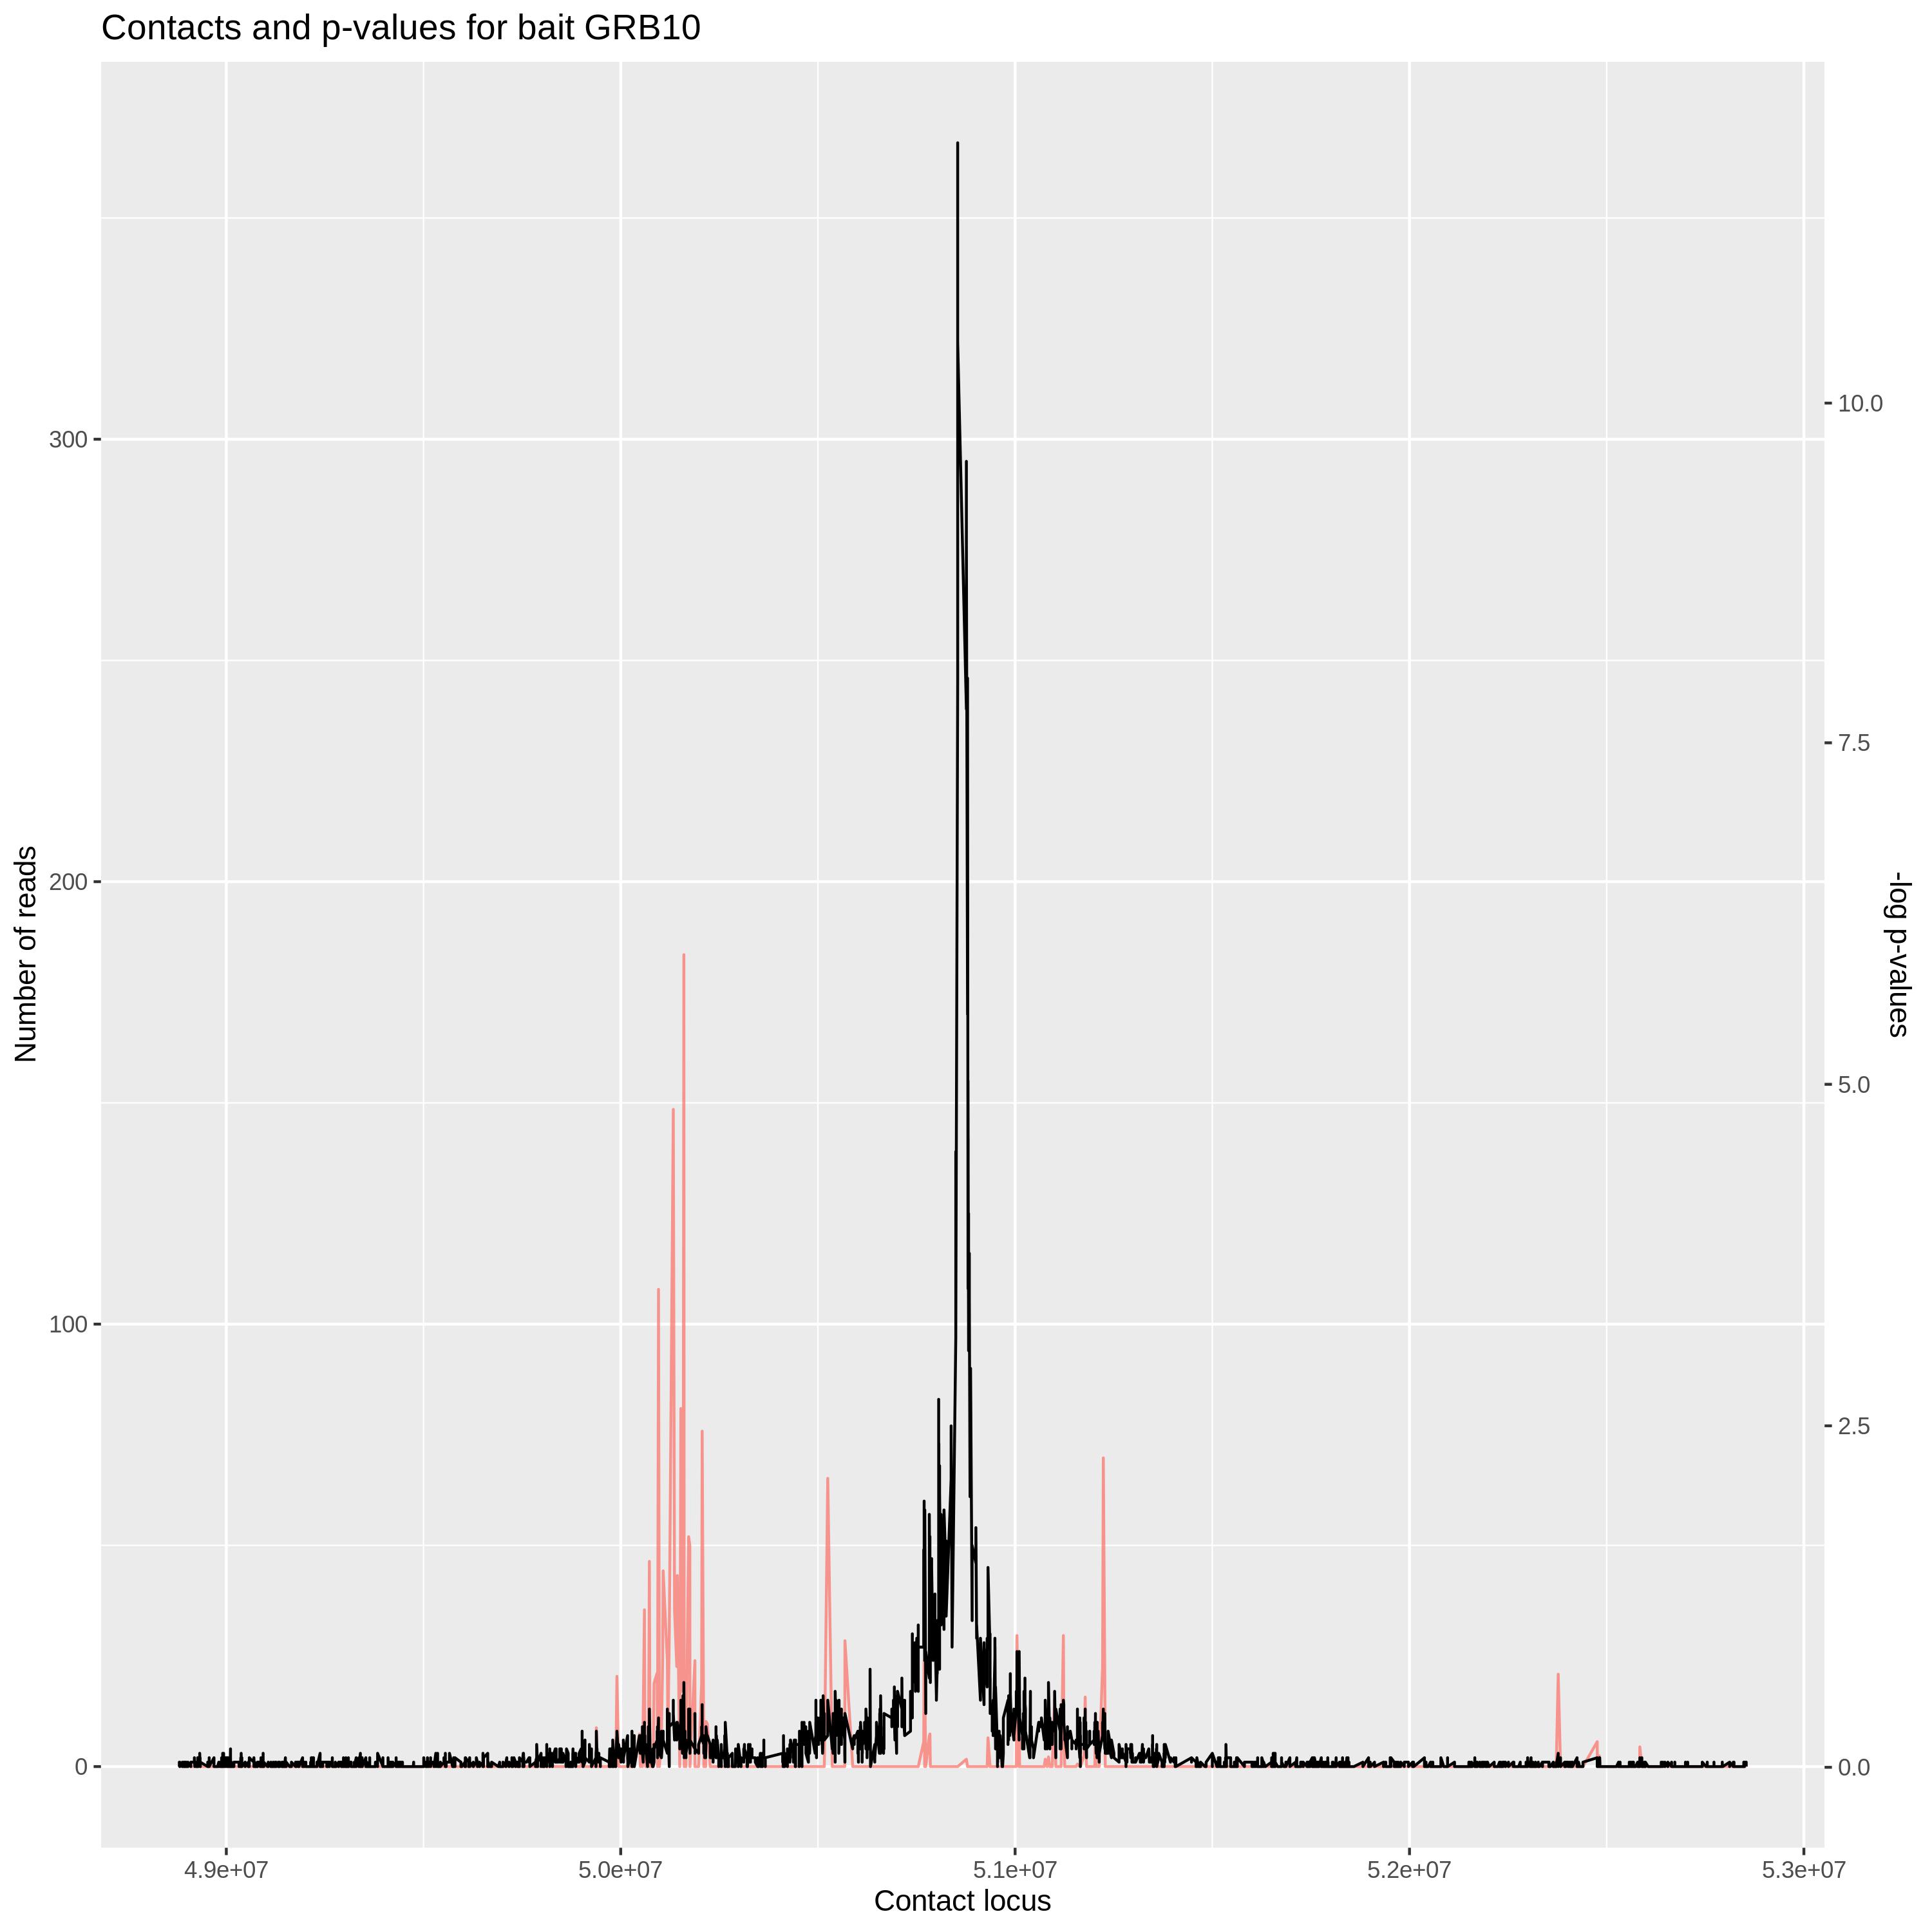 Contacts and p-values for bait GRB10
Number of reads
300
200
100
0
10.0
7.5
5.0
2.5
0.0
-log p-values
4.9e+07
5.0e+07
5.1e+07
5.2e+07
5.3e+07
Contact locus